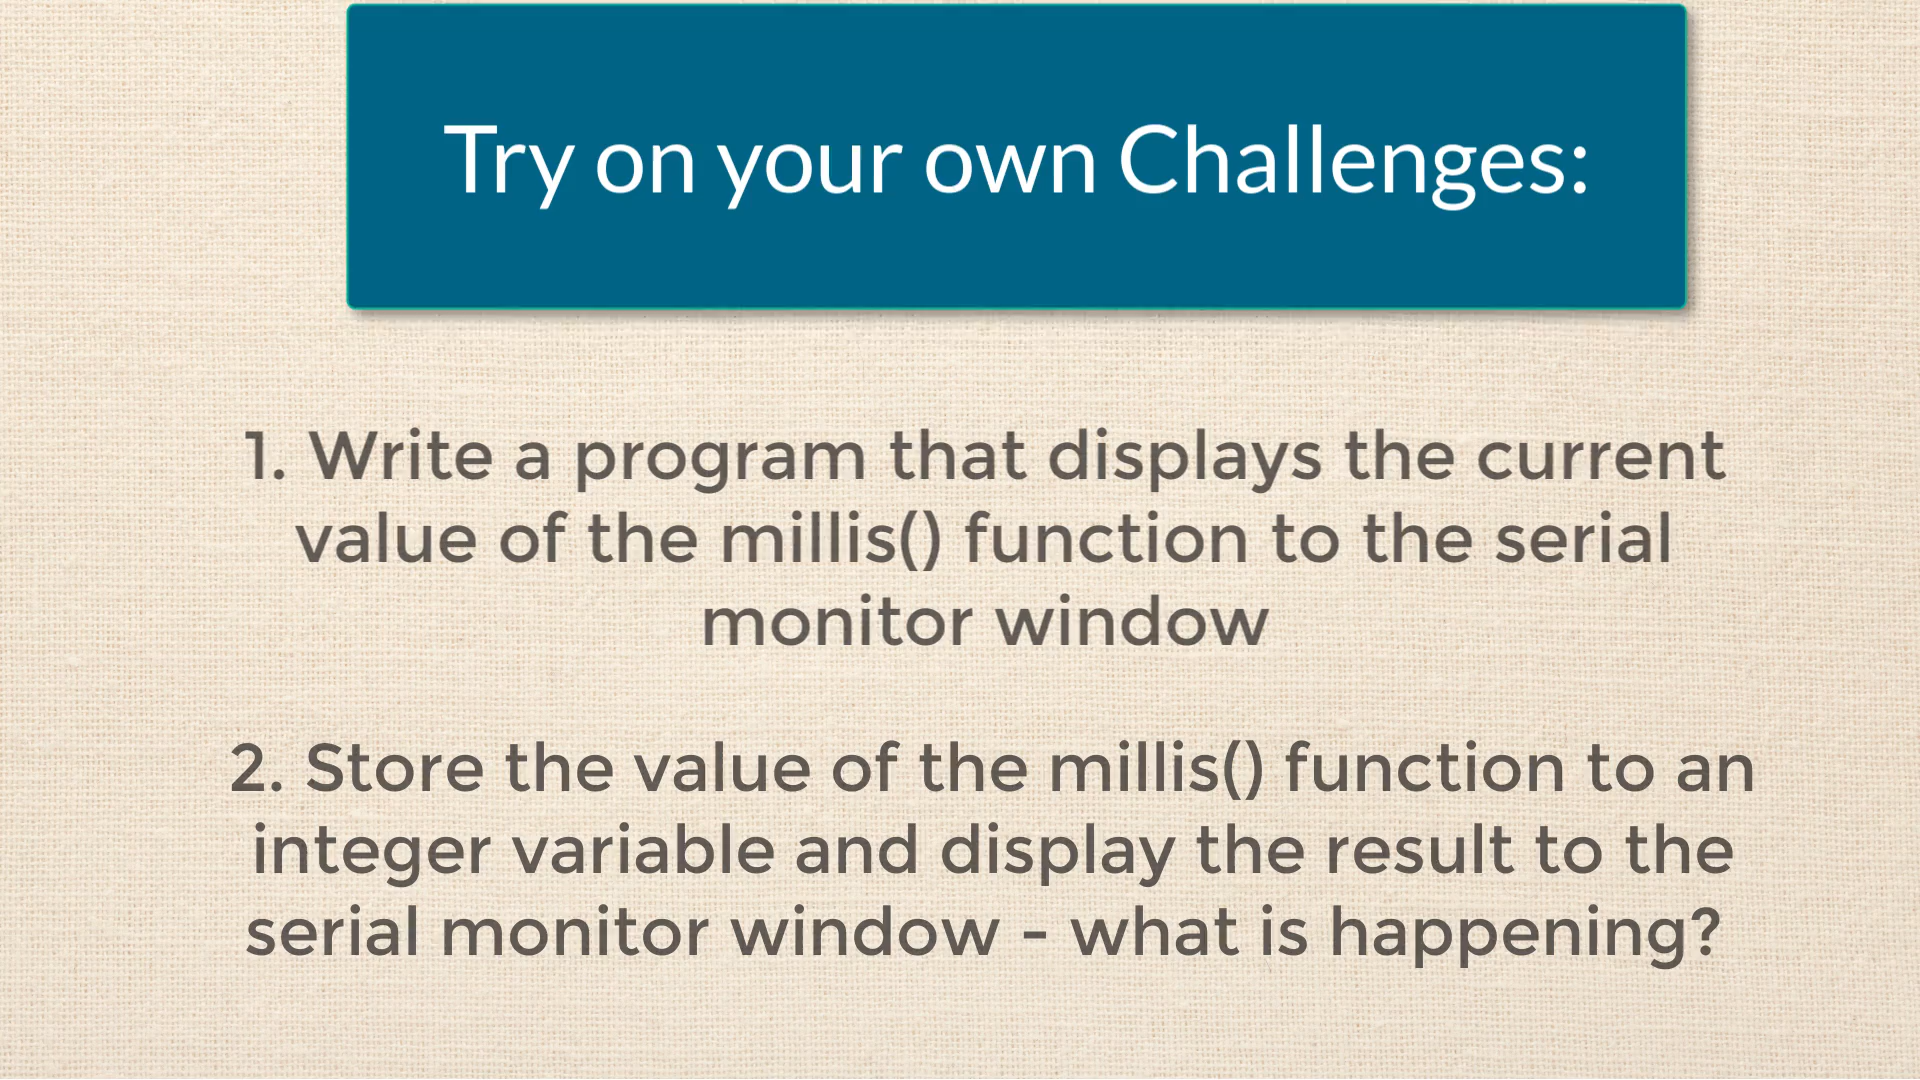 Try on your own Challenges:
1. Write a program that displays the current
value of the millis() function to the serial
monitor window
2. Store the value of the millis() function to an
integer variable and display the result to the
serial monitor window - what is happening?